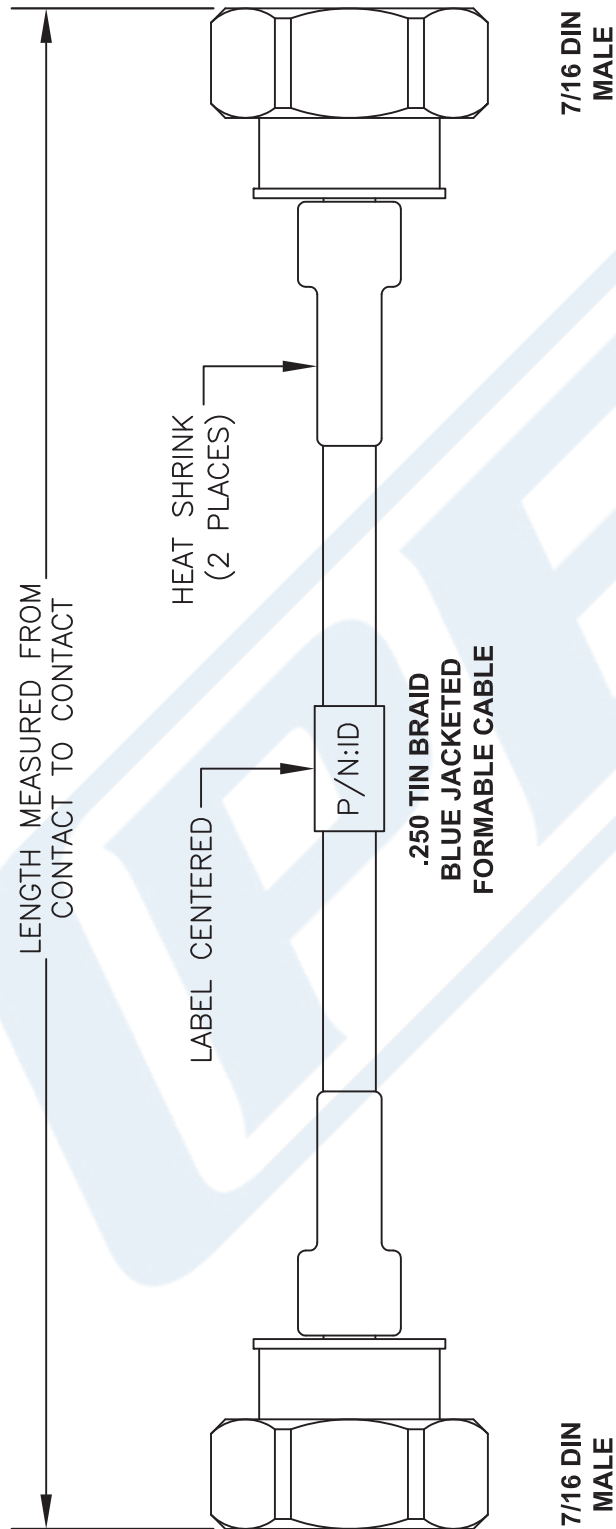 LENGTH MEASURED FROM
CONTACT TO CONTACT
LABEL CENTERED
HEAT SHRINK
(2 PLACES)
P/N:ID
.250 TIN BRAID
BLUE JACKETED
FORMABLE CABLE
7/16 DIN
MALE
7/16 DIN
MALE